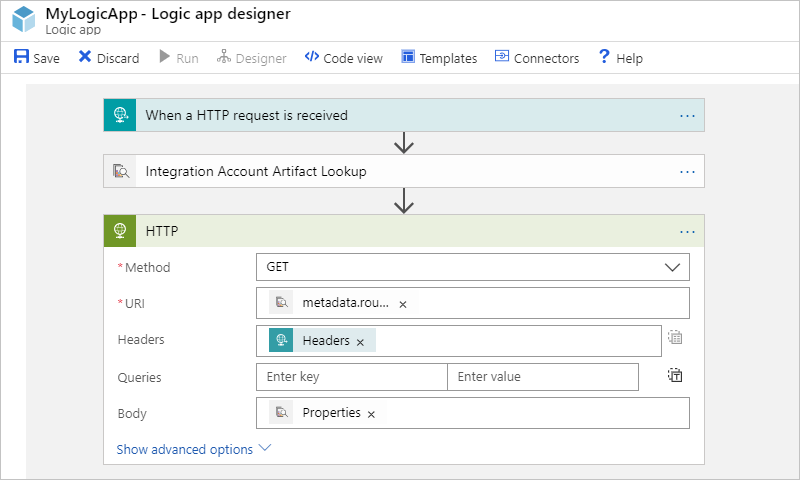 MyLogicApp - Logic app designer
Logic app
Save Discard Run Designer Code view Templates Connectors ? Help
When a HTTP request is received ...
Integration Account Artifact Lookup ...
HTTP ...
* Method GET
* URI metadata.rou... ×
Headers Headers ×
Queries Enter key Enter value
Body Properties ×
Show advanced options